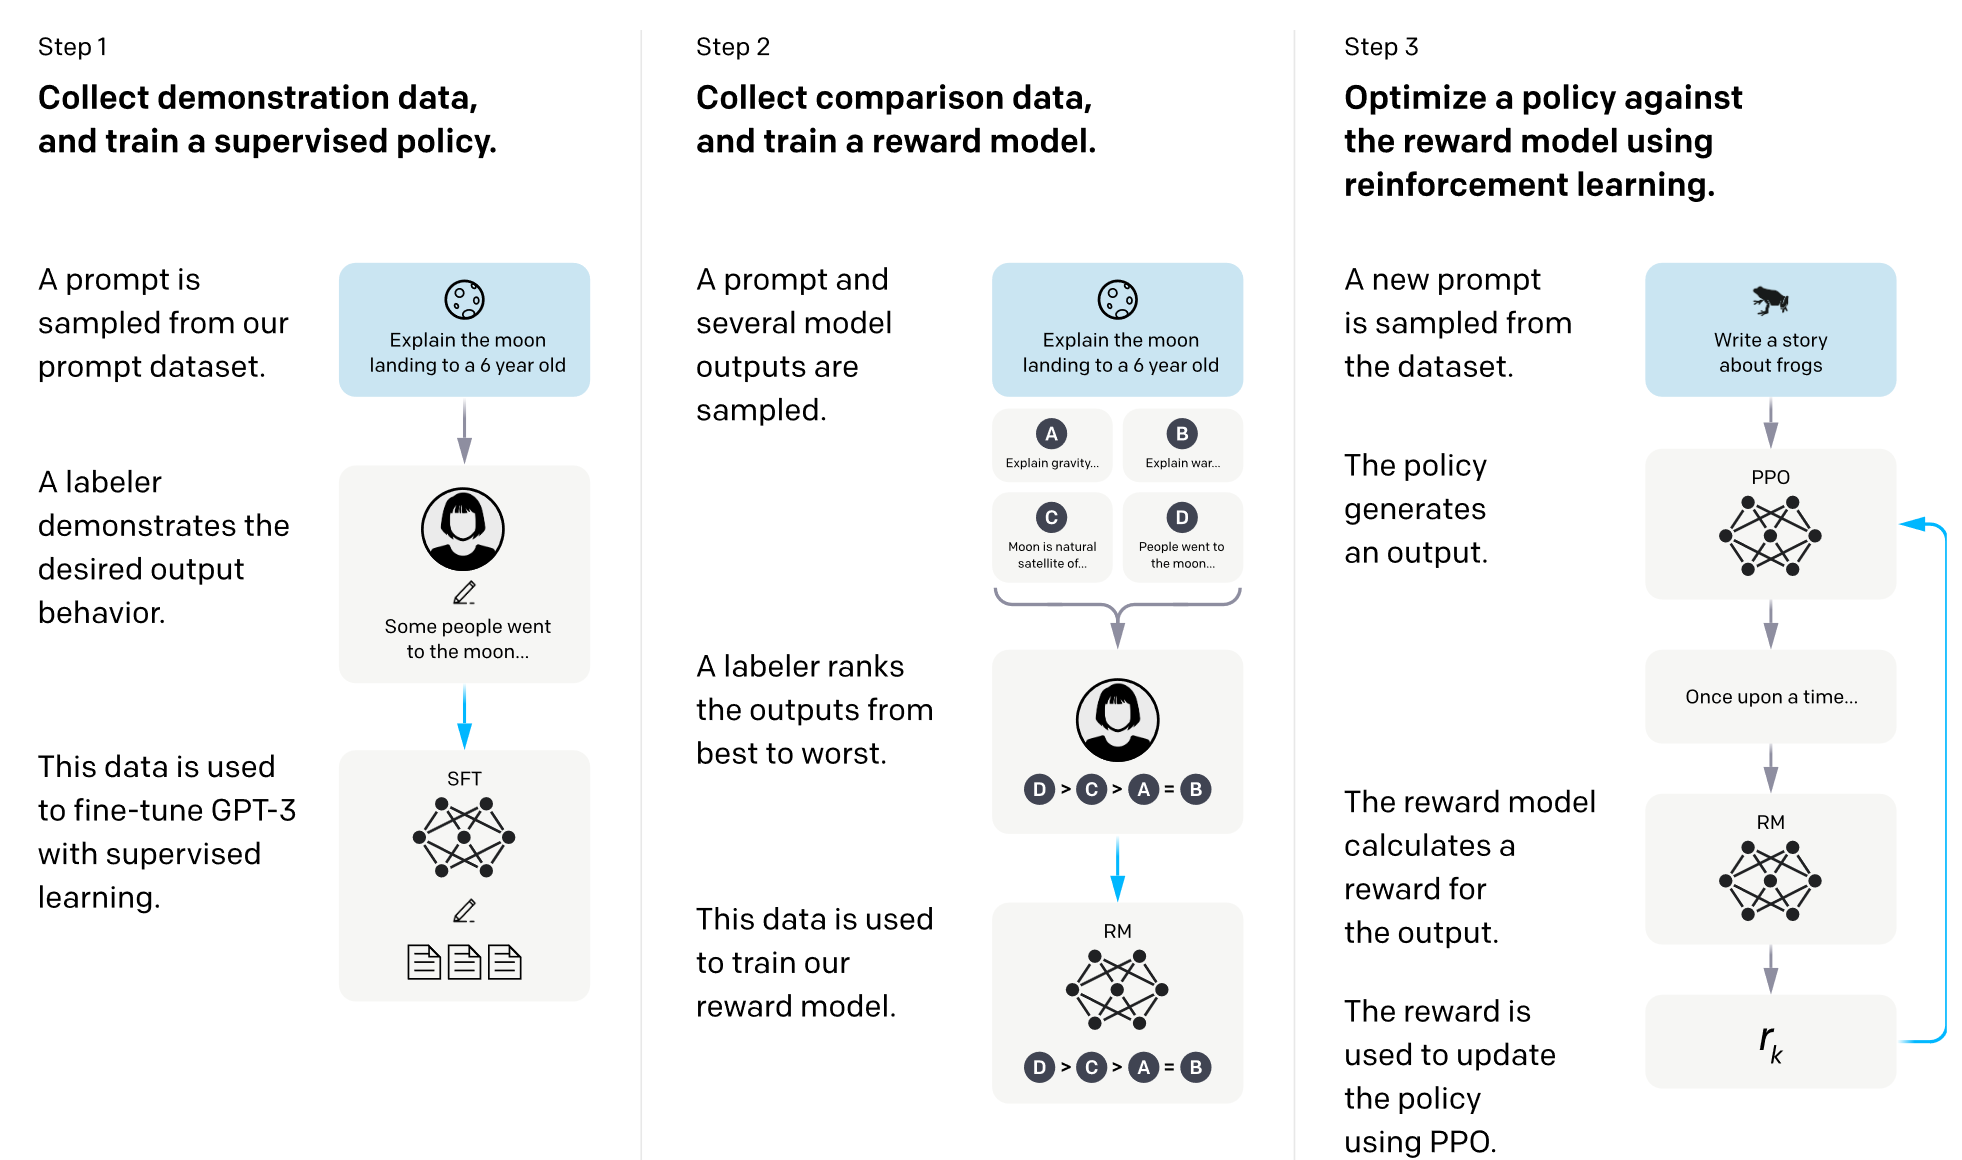 Step 1
Collect demonstration data,
and train a supervised policy.
A prompt is
sampled from our
prompt dataset.
Explain the moon
landing to a 6 year old
A labeler
demonstrates the
desired output
behavior.
Some people went
to the moon...
This data is used
to fine-tune GPT-3
with supervised
learning.
SFT
Step 2
Collect comparison data,
and train a reward model.
A prompt and
several model
outputs are
sampled.
Explain the moon
landing to a 6 year old
A
Explain gravity...
B
Explain war...
C
Moon is natural
satellite of...
D
People went to
the moon...
A labeler ranks
the outputs from
best to worst.
D > C > A = B
This data is used
to train our
reward model.
RM
D > C > A = B
Step 3
Optimize a policy against
the reward model using
reinforcement learning.
A new prompt
is sampled from
the dataset.
Write a story
about frogs
The policy
generates
an output.
PPO
Once upon a time...
The reward model
calculates a
reward for
the output.
RM
The reward is
used to update
the policy
using PPO.
rk